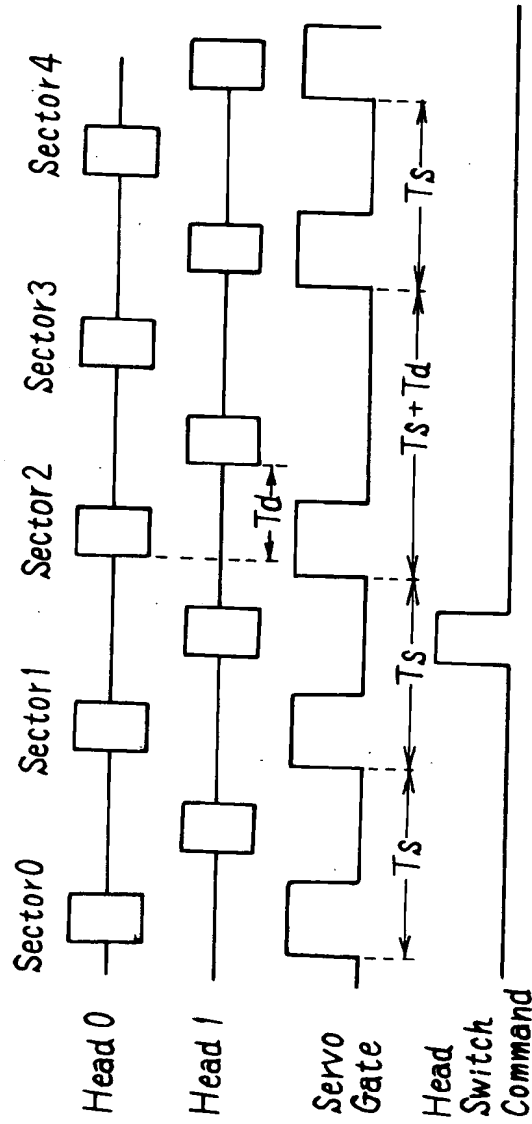 Sector0 Sector1 Sector2 Sector3 Sector4
Head 0
Head 1
Td
Servo
Gate
Ts Ts Ts+Td Ts
Head
Switch
Command